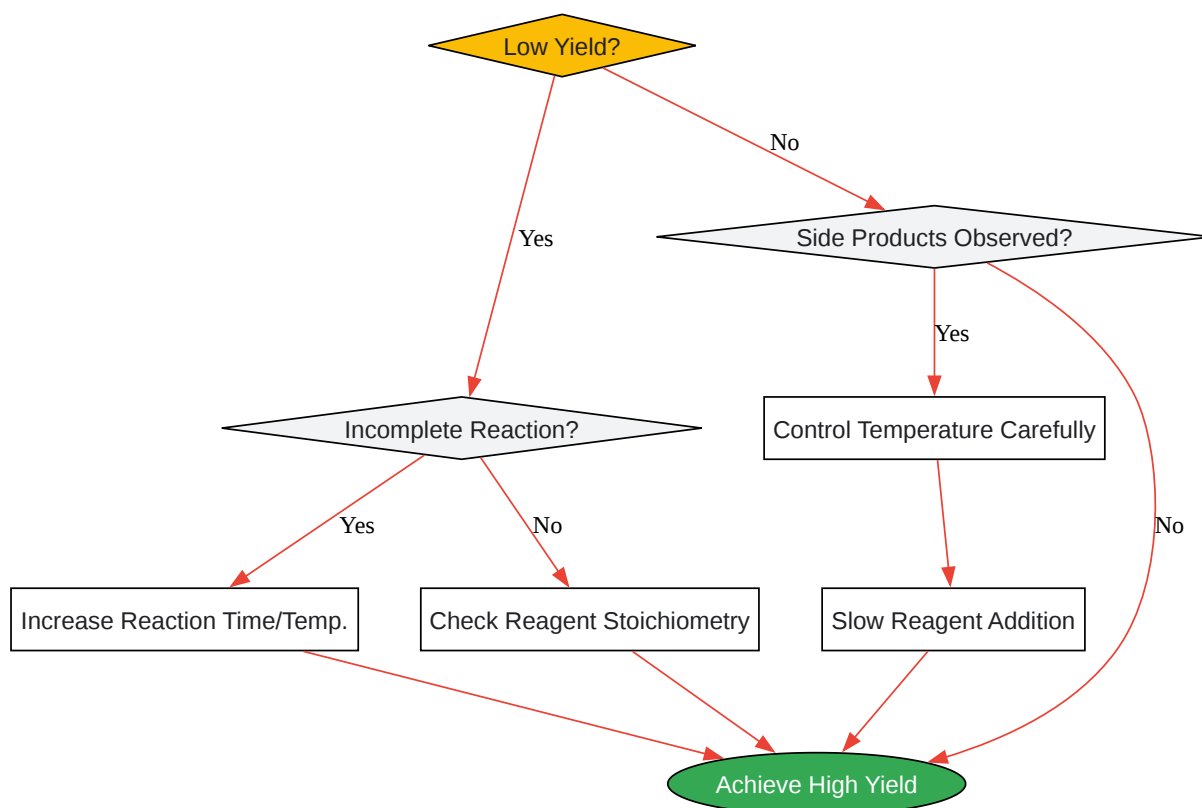 Low Yield?
No
Side Products Observed?
Yes
Yes
Incomplete Reaction?
Control Temperature Carefully
Yes
No
No
Increase Reaction Time/Temp.
Check Reagent Stoichiometry
Slow Reagent Addition
Achieve High Yield